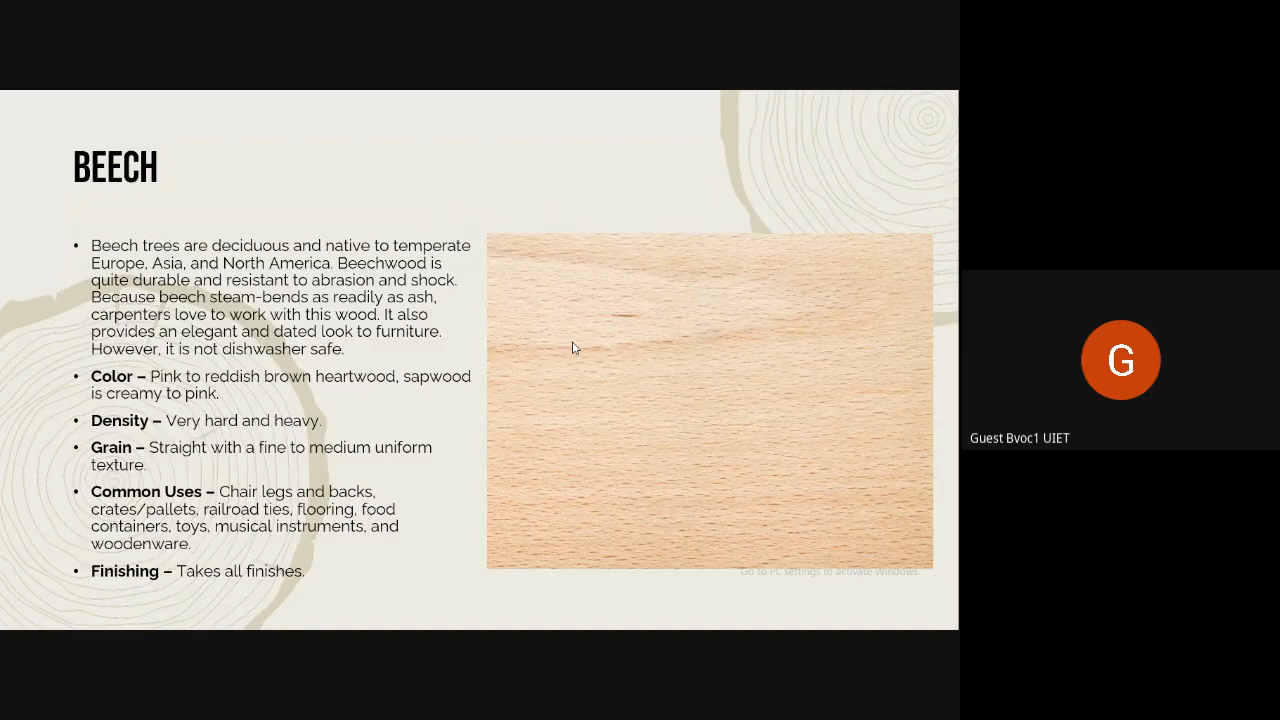 BEECH
• Beech trees are deciduous and native to temperate
Europe, Asia, and North America. Beechwood is
quite durable and resistant to abrasion and shock.
Because beech steam-bends as readily as ash,
carpenters love to work with this wood. It also
provides an elegant and dated look to furniture.
However, it is not dishwasher safe.
• Color – Pink to reddish brown heartwood, sapwood
is creamy to pink.
• Density – Very hard and heavy.
• Grain – Straight with a fine to medium uniform
texture.
• Common Uses – Chair legs and backs,
crates/pallets, railroad ties, flooring, food
containers, toys, musical instruments, and
woodenware.
• Finishing – Takes all finishes.
Go to PC settings to activate Windows.
G
Guest Bvoc1 UIET